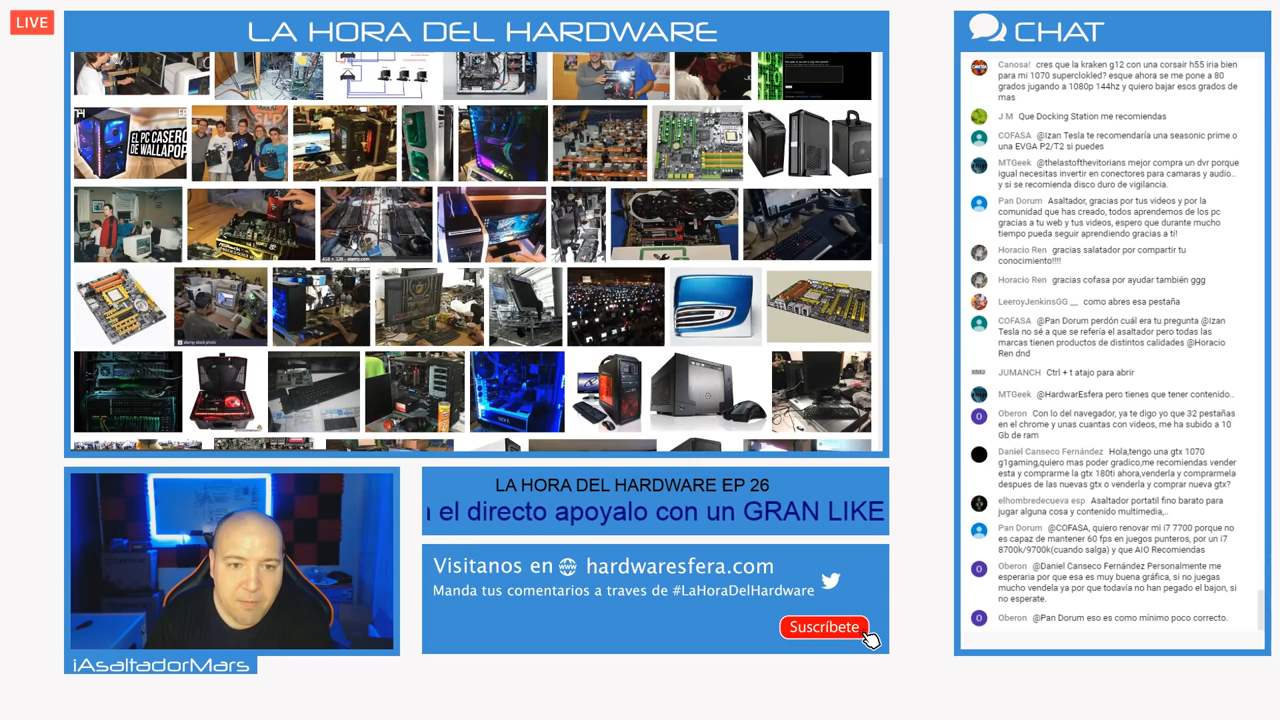 LIVE
LA HORA DEL HARDWARE
EL PC CASERO
DE WALLAPOP
LA HORA DEL HARDWARE EP 26
el directo apoyalo con un GRAN LIKE
Visitanos en www hardwaresfera.com
Manda tus comentarios a traves de #LaHoraDelHardware
Suscríbete
iAsaltadorMars
CHAT
Canosa! cres que la kraken g12 con una corsair h55 iria bien
para mi 1070 superclokled? esque ahora se me pone a 80
grados jugando a 1080p 144hz y quiero bajar esos grados de
mas
J M Que Docking Station me recomiendas
COFASA @Izan Tesla te recomendaría una seasonic prime o
una EVGA P2/T2 si puedes
MTGeek @thelastofthevitorians mejor compra un dvr porque
igual necesitas invertir en conectores para camaras y audio..
y si se recomienda disco duro de vigilancia.
Pan Dorum Asaltador, gracias por tus videos y por la
comunidad que has creado, todos aprendemos de los pc
gracias a tu web y tus videos, espero que durante mucho
tiempo pueda seguir aprendiendo gracias a ti!
Horacio Ren gracias salatador por compartir tu
conocimiento!!!!
Horacio Ren gracias cofasa por ayudar también ggg
LeeroyJenkinsGG __ como abres esa pestaña
COFASA @Pan Dorum perdón cuál era tu pregunta @Izan
Tesla no sé a que se refería el asaltador pero todas las
marcas tienen productos de distintos calidades @Horacio
Ren dnd
JUMANCH Ctrl + t atajo para abrir
MTGeek @HardwarEsfera pero tienes que tener contenido..
Oberon Con lo del navegador, ya te digo yo que 32 pestañas
en el chrome y unas cuantas con videos, me ha subido a 10
Gb de ram
Daniel Canseco Fernández Hola,tengo una gtx 1070
g1gaming,quiero mas poder gradico,me recomiendas vender
esta y comprarme la gtx 180ti ahora,venderla y comprarmela
despues de las nuevas gtx o venderla y comprar nueva gtx?
elhombredecueva esp Asaltador portatil fino barato para
jugar alguna cosa y contenido multimedia,..
Pan Dorum @COFASA, quiero renovar mi i7 7700 porque no
es capaz de mantener 60 fps en juegos punteros, por un i7
8700k/9700k(cuando salga) y que AIO Recomiendas
Oberon @Daniel Canseco Fernández Personalmente me
esperaria por que esa es muy buena gráfica, si no juegas
mucho vendela ya por que todavía no han pegado el bajon, si
no esperate.
Oberon @Pan Dorum eso es como mínimo poco correcto.